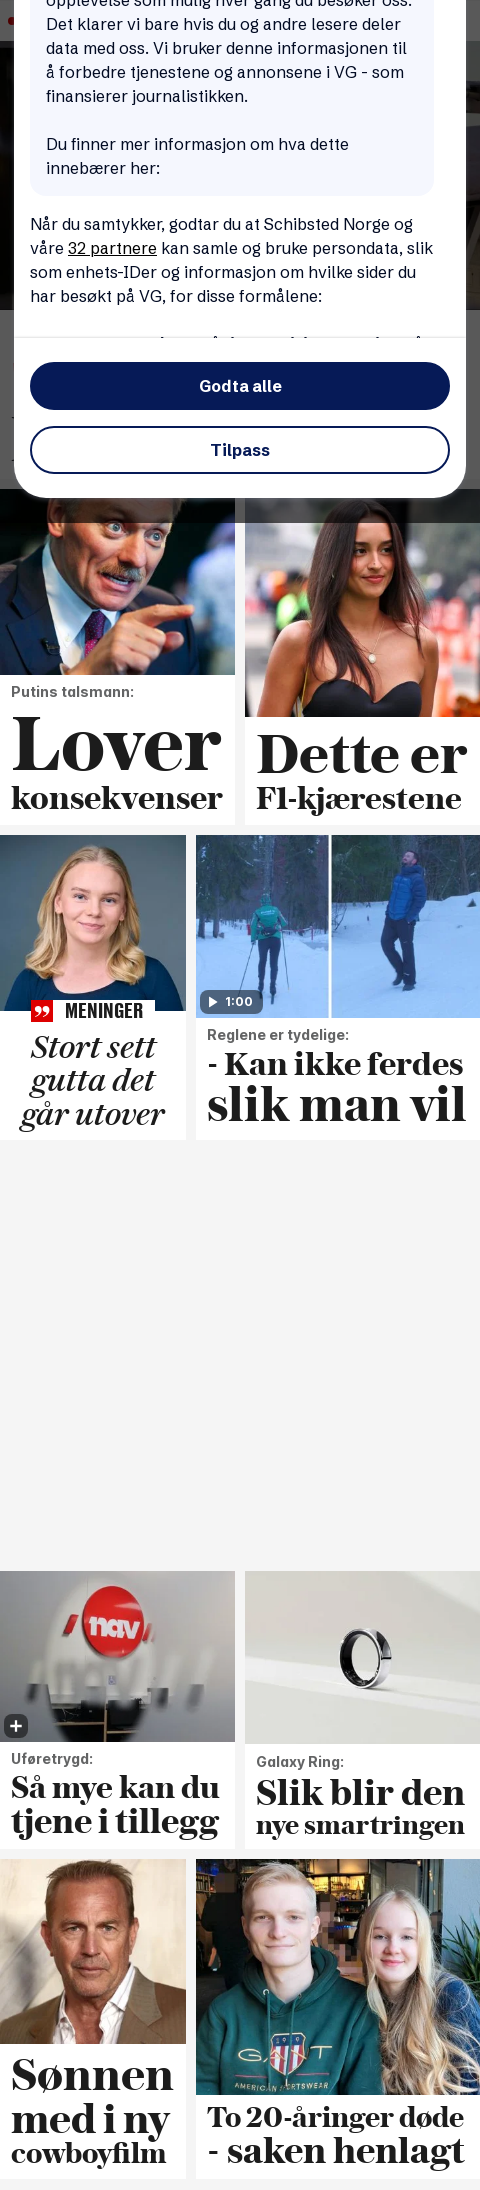 opplevelse som mulig hver gang du besøker oss.
Det klarer vi bare hvis du og andre lesere deler
data med oss. Vi bruker denne informasjonen til
å forbedre tjenestene og annonsene i VG - som
finansierer journalistikken.
Du finner mer informasjon om hva dette
innebærer her:
Når du samtykker, godtar du at Schibsted Norge og
våre 32 partnere kan samle og bruke persondata, slik
som enhets-IDer og informasjon om hvilke sider du
har besøkt på VG, for disse formålene:
Godta alle
Tilpass
Putins talsmann:
Lover
konsekvenser
Dette er
F1-kjærestene
MENINGER
Stort sett
gutta det
går utover
1:00
Reglene er tydelige:
- Kan ikke ferdes
slik man vil
nav
Uføretrygd:
Så mye kan du
tjene i tillegg
Galaxy Ring:
Slik blir den
nye smartringen
Sønnen
med i ny
cowboyfilm
GANT
AMERICAN SPORTSWEAR
To 20-åringer døde
- saken henlagt